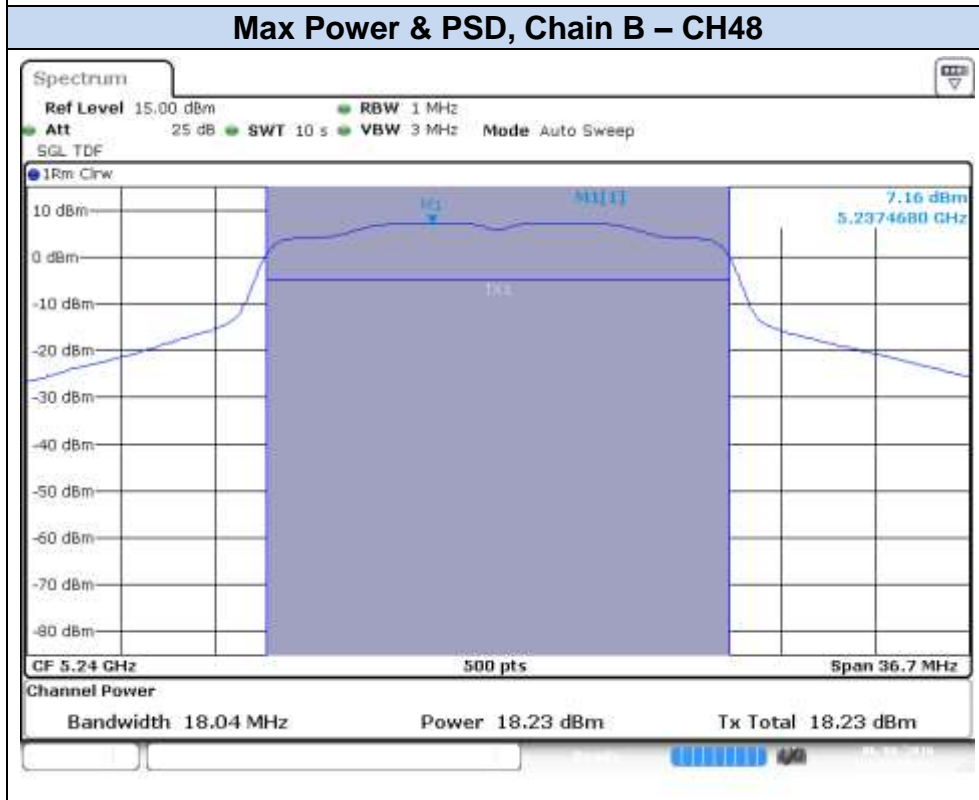 Max Power & PSD, Chain B – CH48
Spectrum
Ref Level 15.00 dBm RBW 1 MHz
Att 25 dB SWT 10 s VBW 3 MHz Mode Auto Sweep
SGL TDF
1Rm Clrw
M1[1] 7.16 dBm
5.2374680 GHz
M1
10 dBm
0 dBm
TX1
-10 dBm
-20 dBm
-30 dBm
-40 dBm
-50 dBm
-60 dBm
-70 dBm
-80 dBm
CF 5.24 GHz 500 pts Span 36.7 MHz
Channel Power
Bandwidth 18.04 MHz Power 18.23 dBm Tx Total 18.23 dBm